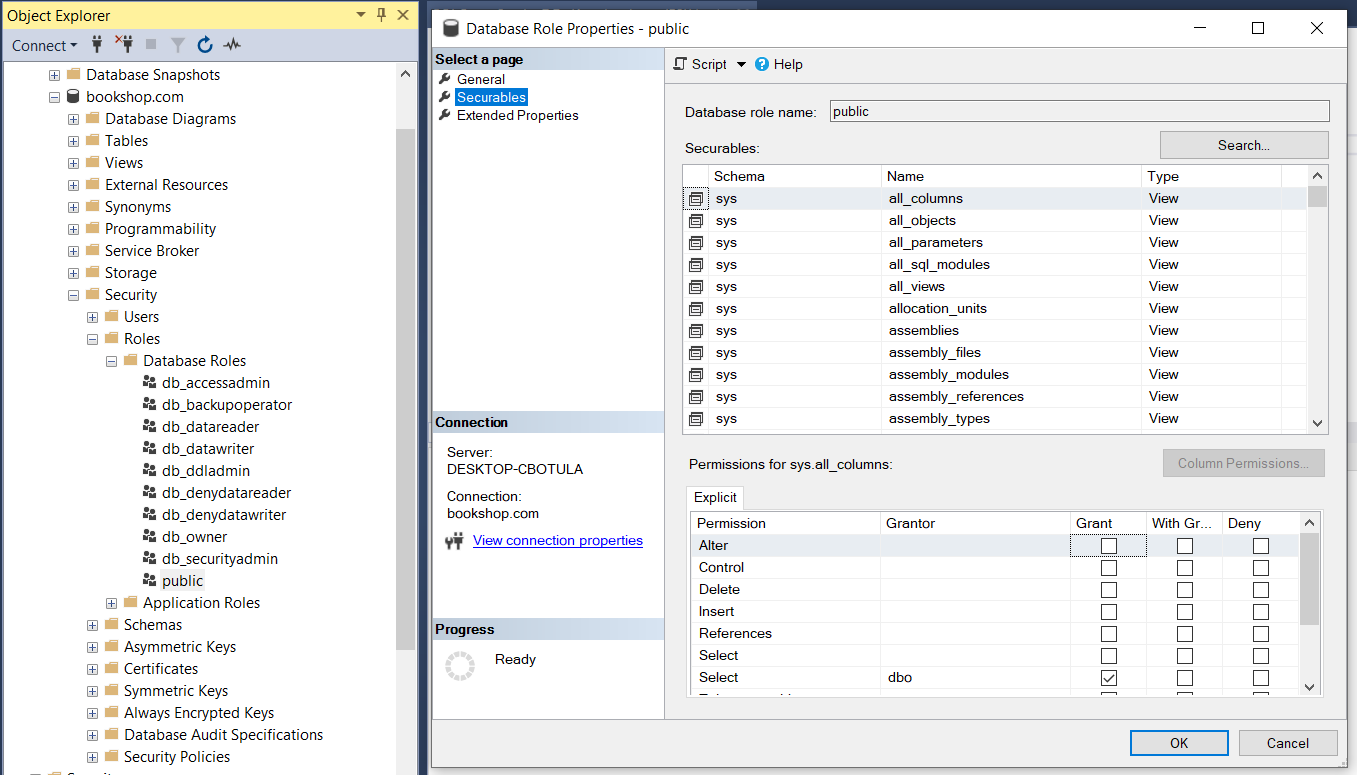 Object Explorer
Connect
Database Snapshots
bookshop.com
Database Diagrams
Tables
Views
External Resources
Synonyms
Programmability
Service Broker
Storage
Security
Users
Roles
Database Roles
db_accessadmin
db_backupoperator
db_datareader
db_datawriter
db_ddladmin
db_denydatareader
db_denydatawriter
db_owner
db_securityadmin
public
Application Roles
Schemas
Asymmetric Keys
Certificates
Symmetric Keys
Always Encrypted Keys
Database Audit Specifications
Security Policies
Database Role Properties - public
Select a page
General
Securables
Extended Properties
Connection
Server:
DESKTOP-CBOTULA
Connection:
bookshop.com
View connection properties
Progress
Ready
Script Help
Database role name: public
Securables: Search...
Schema Name Type
sys all_columns View
sys all_objects View
sys all_parameters View
sys all_sql_modules View
sys all_views View
sys allocation_units View
sys assemblies View
sys assembly_files View
sys assembly_modules View
sys assembly_references View
sys assembly_types View
Permissions for sys.all_columns: Column Permissions...
Explicit
Permission Grantor Grant With Gr... Deny
Alter
Control
Delete
Insert
References
Select
Select dbo
OK Cancel